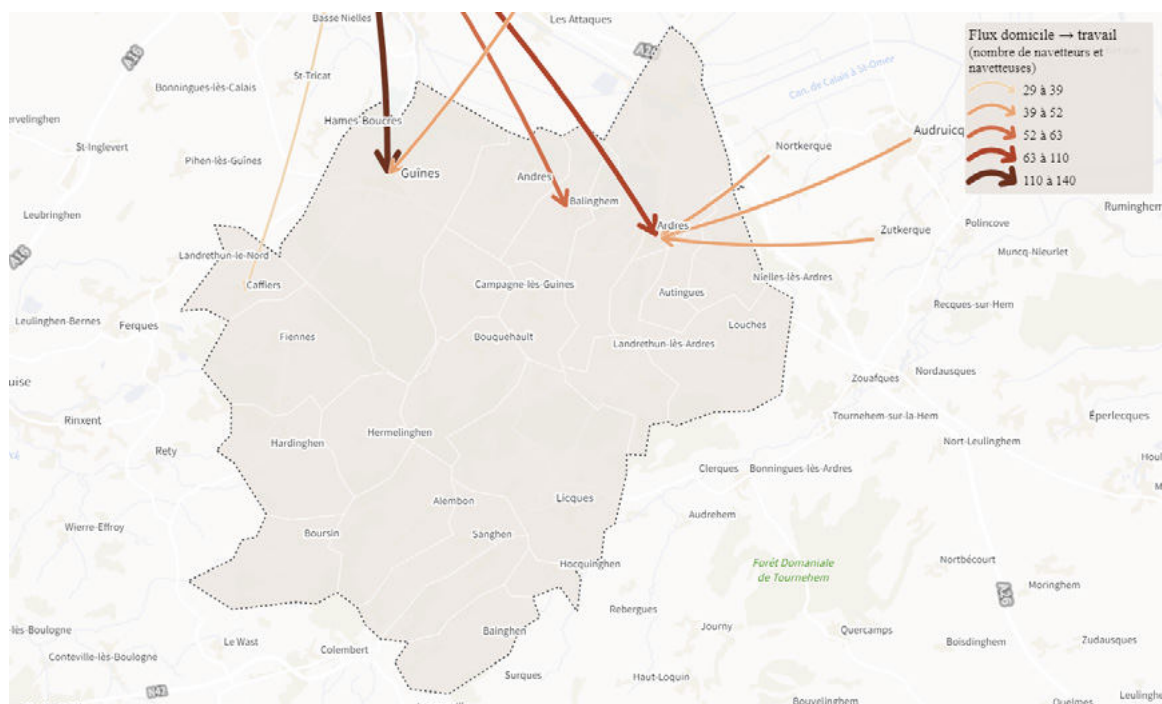 Basse Nielles
Les Attaques
A16
A26
Flux domicile → travail
(nombre de navetteurs et
navetteuses)
29 à 39
39 à 52
52 à 63
63 à 110
110 à 140
St-Tricat
Bonningues-lès-Calais
Can. de Calais à St-Omer
ervelinghen
Hames Boucres
Audruicq
St-Inglevert
Pihen-lès-Guînes
Nortkerque
Guînes
Andres
Balinghem
Ruminghem
Leubringhen
Ardres
Polincove
Zutkerque
A16
Landrethun-le-Nord
Muncq-Nieurlet
Caffiers
Campagne-lès-Guines
Nielles-lès-Ardres
Autingues
Recques-sur-Hem
Leulinghen-Bernes
Ferques
Louches
Fiennes
Bouquehault
Landrethun-lès-Ardres
Zouafques
Nordausques
uise
Rinxent
Tournehem-sur-la-Hem
Éperlecques
Hardinghen
Hermelinghen
Nort-Leulinghem
Rety
Clerques
Bonningues-lès-Ardres
Houl
Alembon
Licques
M
Wierre-Effroy
Boursin
Sanghen
Audrehem
Hocquinghen
Forêt Domaniale
de Tournehem
Nortbécourt
Moringhem
A26
Rebergues
-lès-Boulogne
Bainghen
Journy
Quercamps
Le Wast
Colembert
Boisdinghem
Zudausques
Conteville-lès-Boulogne
Surques
Haut-Loquin
N42
Bouvelinghem
Quelmes
Leulinghe